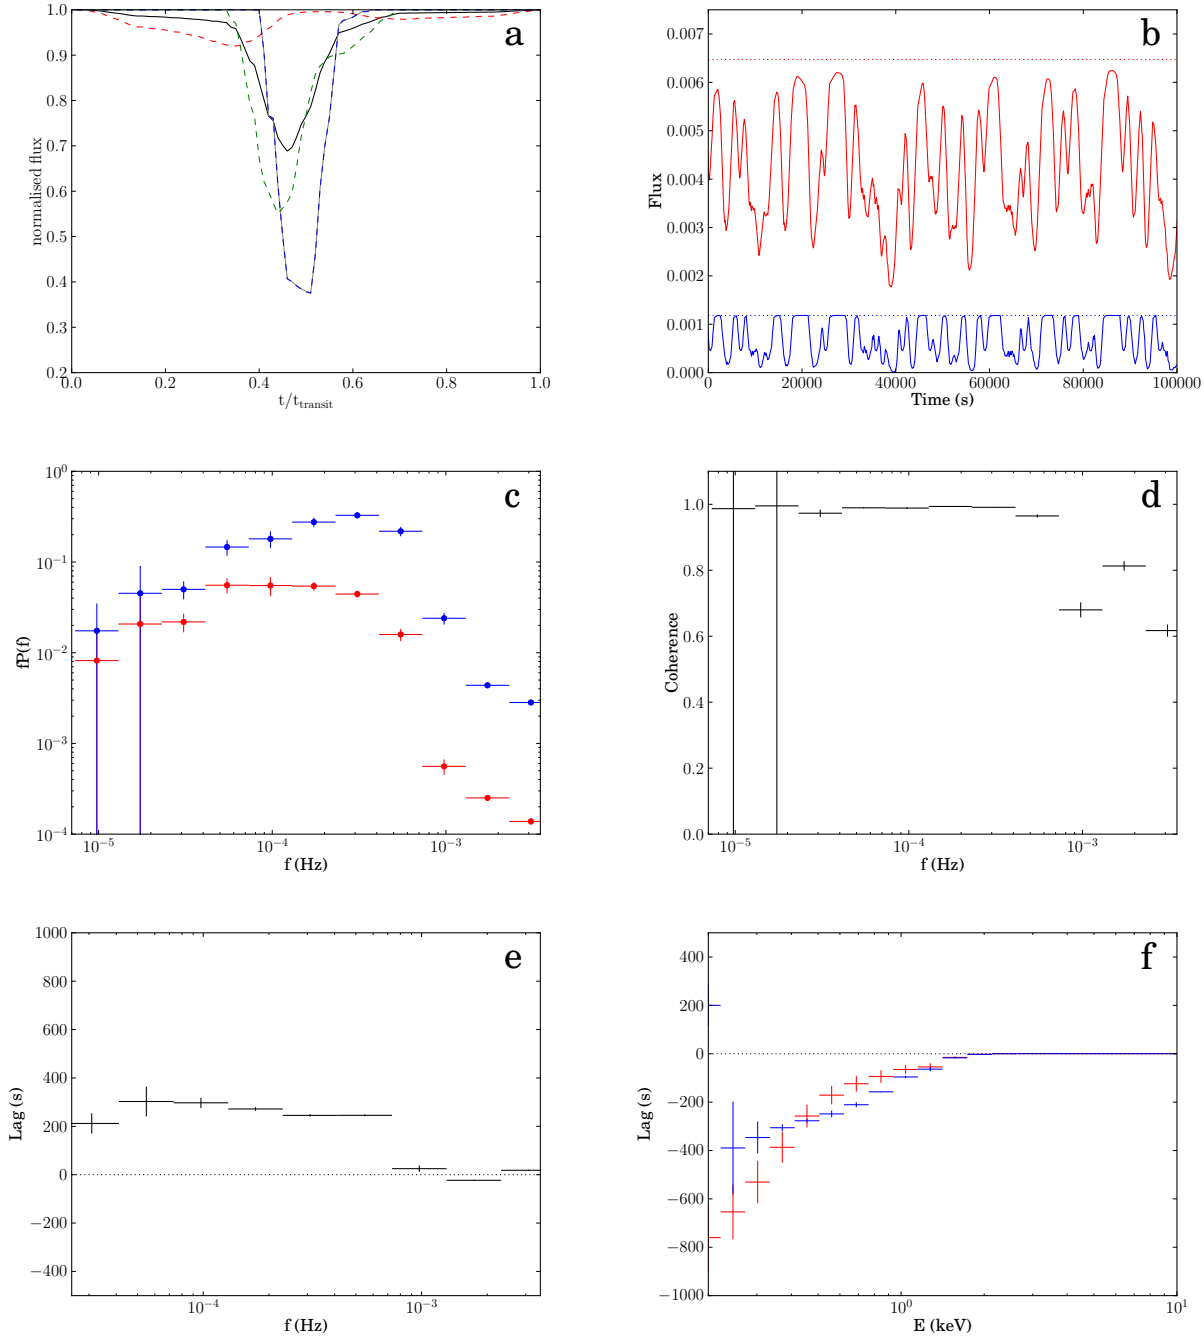 a
1.0
0.9
0.8
0.7
0.6
0.5
0.4
0.3
0.2
normalised flux
0.0 0.2 0.4 0.6 0.8 1.0
t/t_transit
b
0.007
0.006
0.005
0.004
0.003
0.002
0.001
0.000
Flux
0 20000 40000 60000 80000 100000
Time (s)
c
10⁰
10⁻¹
10⁻²
10⁻³
10⁻⁴
fP(f)
10⁻⁵ 10⁻⁴ 10⁻³
f (Hz)
d
1.0
0.8
0.6
0.4
0.2
0.0
Coherence
10⁻⁵ 10⁻⁴ 10⁻³
f (Hz)
e
1000
800
600
400
200
0
−200
−400
Lag (s)
10⁻⁴ 10⁻³
f (Hz)
f
400
200
0
−200
−400
−600
−800
−1000
Lag (s)
10⁰ 10¹
E (keV)